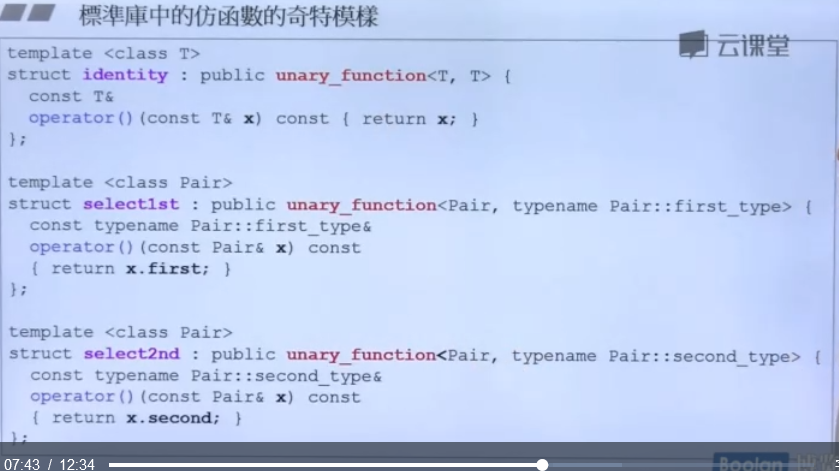 標準庫中的仿函數的奇特模樣
云课堂
template <class T>
struct identity : public unary_function<T, T> {
  const T&
  operator()(const T& x) const { return x; }
};
template <class Pair>
struct select1st : public unary_function<Pair, typename Pair::first_type> {
  const typename Pair::first_type&
  operator()(const Pair& x) const
  { return x.first; }
};
template <class Pair>
struct select2nd : public unary_function<Pair, typename Pair::second_type> {
  const typename Pair::second_type&
  operator()(const Pair& x) const
  { return x.second; }
};
07:43 / 12:34
Boolan